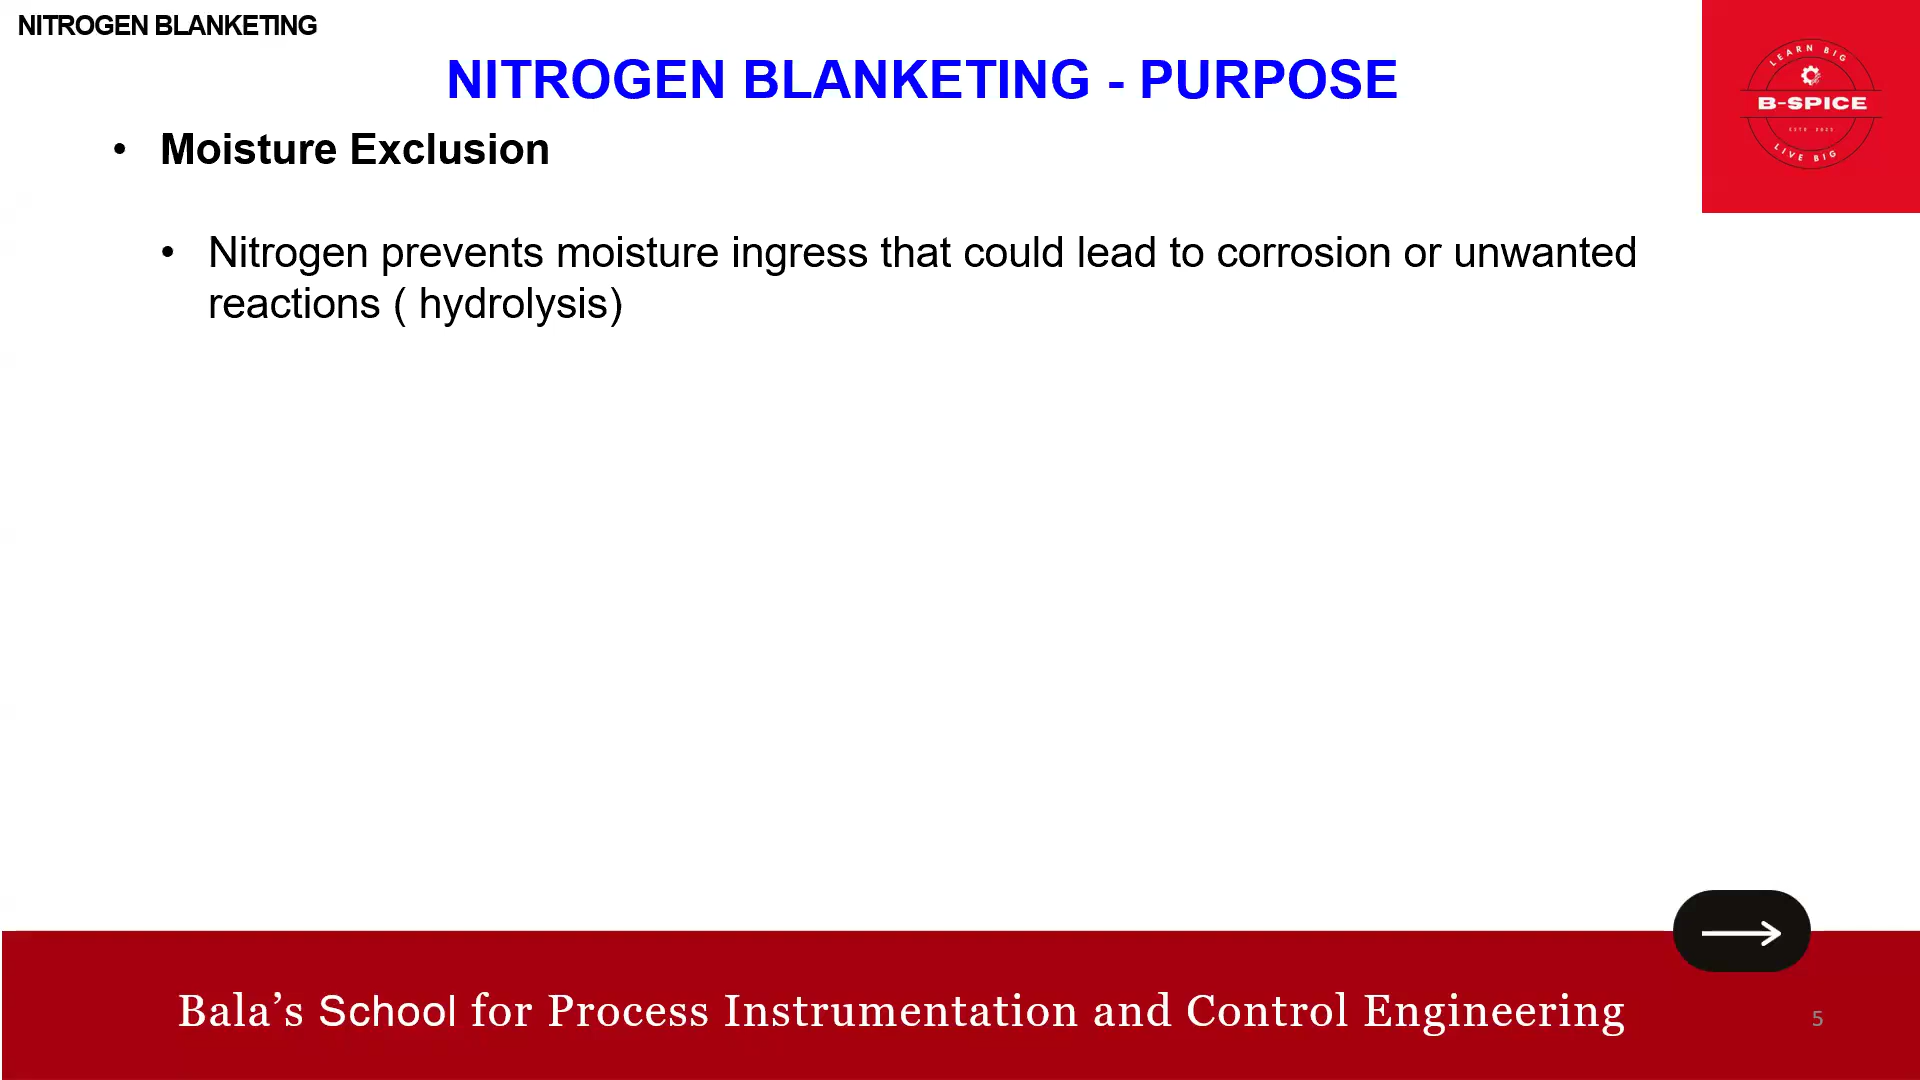 NITROGEN BLANKETING
NITROGEN BLANKETING - PURPOSE
LEARN BIG
B-SPICE
ESTD 2023
LIVE BIG
• Moisture Exclusion
• Nitrogen prevents moisture ingress that could lead to corrosion or unwanted
reactions ( hydrolysis)
Bala’s School for Process Instrumentation and Control Engineering
5